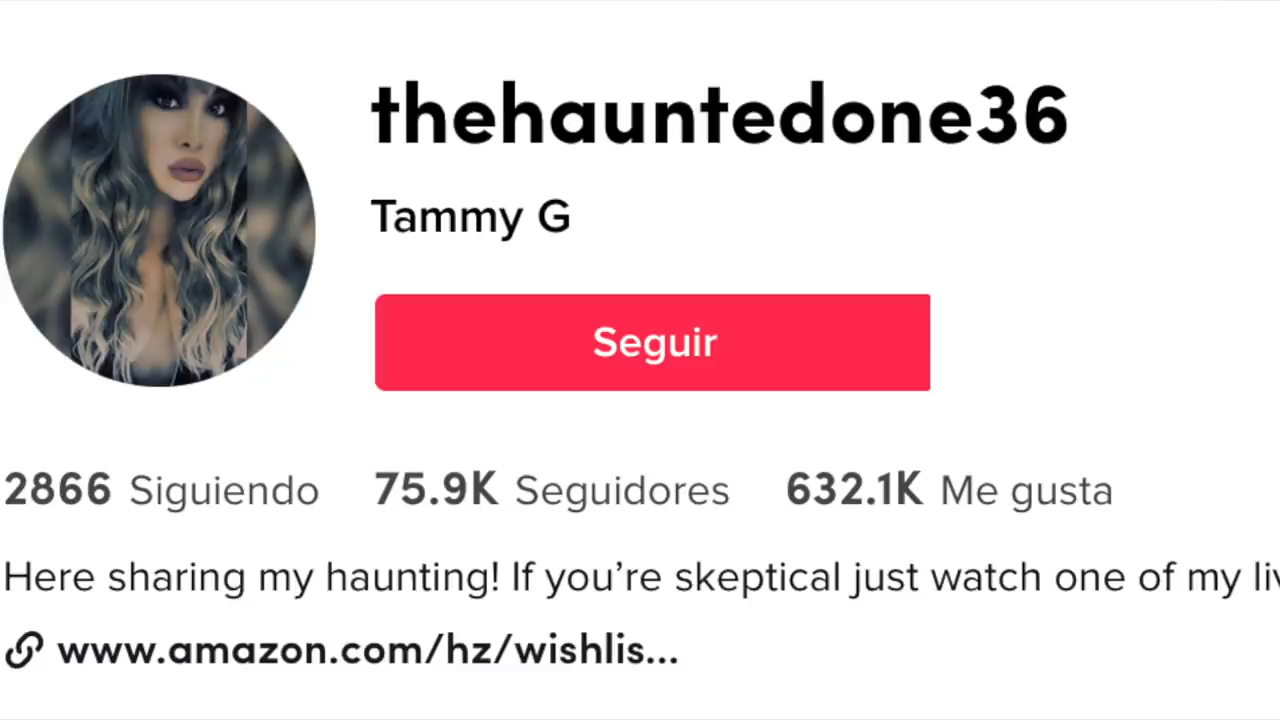 thehauntedone36
Tammy G
Seguir
2866 Siguiendo 75.9K Seguidores 632.1K Me gusta
Here sharing my haunting! If you’re skeptical just watch one of my
www.amazon.com/hz/wishlis...